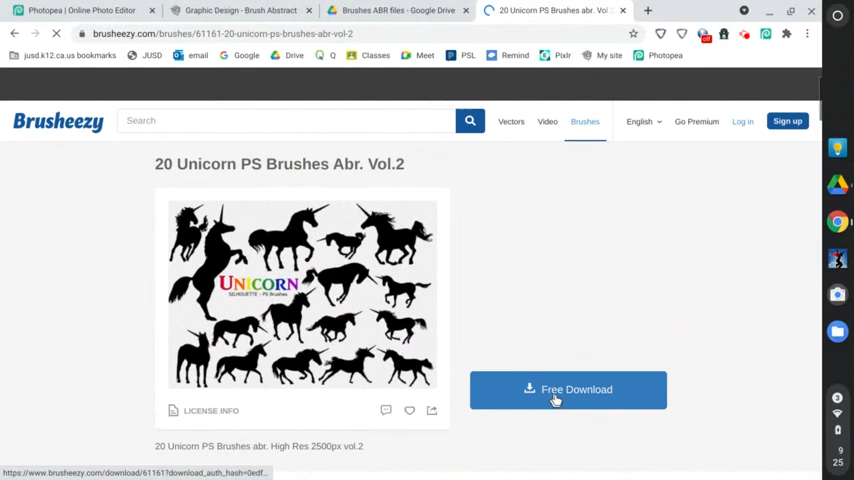 Photopea | Online Photo Editor
Graphic Design - Brush Abstract
Brushes ABR files - Google Drive
20 Unicorn PS Brushes abr. Vol.2
brusheezy.com/brushes/61161-20-unicorn-ps-brushes-abr-vol-2
jusd.k12.ca.us bookmarks
JUSD
email
Google
Drive
Q
Classes
Meet
PSL
Remind
Pixlr
My site
Photopea
off
Brusheezy
Search
Vectors
Video
Brushes
English
Go Premium
Log in
Sign up
20 Unicorn PS Brushes Abr. Vol.2
UNICORN
SILHOUETTE - PS Brushes
Free Download
LICENSE INFO
20 Unicorn PS Brushes abr. High Res 2500px vol.2
https://www.brusheezy.com/download/61161?download_auth_hash=0edf...
3
9
25